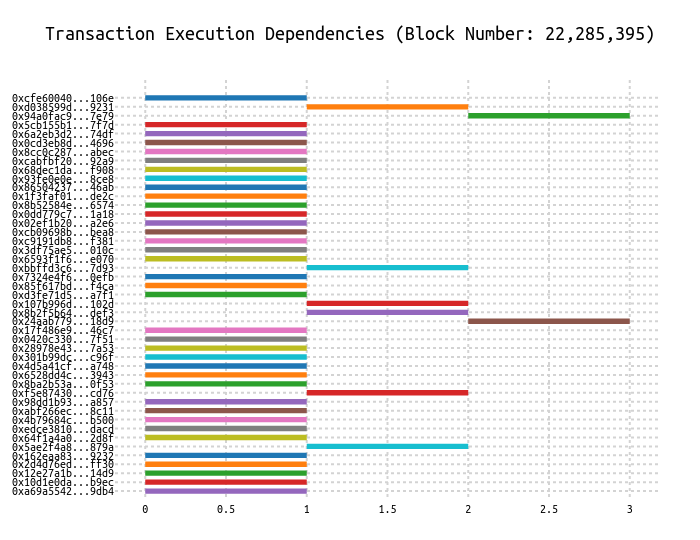 Transaction Execution Dependencies (Block Number: 22,285,395)
0xcfe60040...106e
0xd038599d...9231
0x94a0fac9...7e79
0x5cb155b1...7f7d
0x6a2eb3d2...74df
0x0cd3eb8d...4696
0x8cc0c287...abec
0xcabfbf20...92a9
0x68dec1da...f908
0x93fe0e0e...8ce8
0x86504237...46ab
0x1f3faf01...de2c
0x8b52584e...6574
0x0dd779c7...1a18
0x02ef1b20...a2e6
0xcb09698b...bea8
0xc9191db8...f381
0x3df75ae5...010c
0x6593f1f6...e070
0xbbffd3c6...7d93
0x7324e4f6...0efb
0x85f617bd...f4ca
0xd3fe71d5...a7f1
0x107b996d...102d
0x8b2f5b64...def3
0x24aab779...18d9
0x17f486e9...46c7
0x0420c330...7f51
0x28978e43...7a53
0x301b99dc...c96f
0x4d5a41cf...a748
0x6528dd4c...3943
0x8ba2b53a...0f53
0xf5e87430...cd76
0x98dd1b93...a857
0xabf266ec...8c11
0x4b79684c...b500
0xedce3810...dacd
0x64f1a4a0...2d8f
0x5ae2f4a8...879a
0x162eaa83...9232
0x2d4d76ed...ff30
0x12e27a1b...14d9
0x10d1e0da...b9ec
0xa69a5542...9db4
0 0.5 1 1.5 2 2.5 3